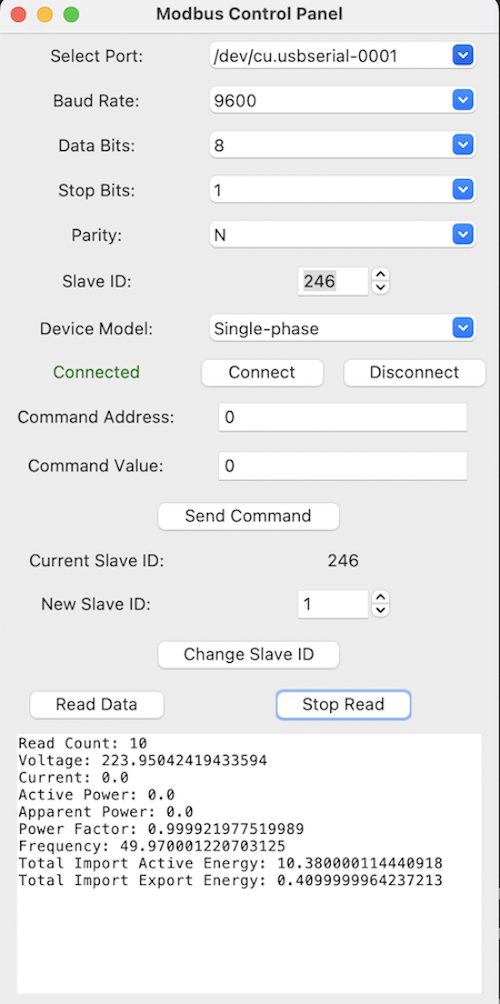 Modbus Control Panel
Select Port: /dev/cu.usbserial-0001
Baud Rate: 9600
Data Bits: 8
Stop Bits: 1
Parity: N
Slave ID: 246
Device Model: Single-phase
Connected Connect Disconnect
Command Address: 0
Command Value: 0
Send Command
Current Slave ID: 246
New Slave ID: 1
Change Slave ID
Read Data Stop Read
Read Count: 10
Voltage: 223.95042419433594
Current: 0.0
Active Power: 0.0
Apparent Power: 0.0
Power Factor: 0.999921977519989
Frequency: 49.970001220703125
Total Import Active Energy: 10.380000114440918
Total Import Export Energy: 0.4099999964237213